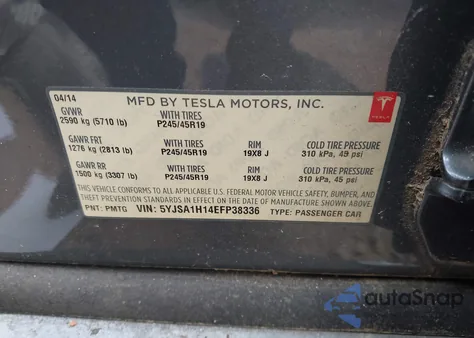 04/14 MFD BY TESLA MOTORS, INC.
GVWR WITH TIRES
2590 kg (5710 lb) P245/45R19
GAWR FRT WITH TIRES RIM COLD TIRE PRESSURE
1276 kg (2813 lb) P245/45R19 19X8 J 310 kPa, 45 psi
GAWR RR WITH TIRES RIM COLD TIRE PRESSURE
1500 kg (3307 lb) P245/45R19 19X8 J 310 kPa, 45 psi
THIS VEHICLE CONFORMS TO ALL APPLICABLE U.S. FEDERAL MOTOR VEHICLE SAFETY, BUMPER, AND
THEFT PREVENTION STANDARDS IN EFFECT ON THE DATE OF MANUFACTURE SHOWN ABOVE.
PNT: PMTG VIN: 5YJSA1H14EFP38336 TYPE: PASSENGER CAR
TESLA
autoSnap